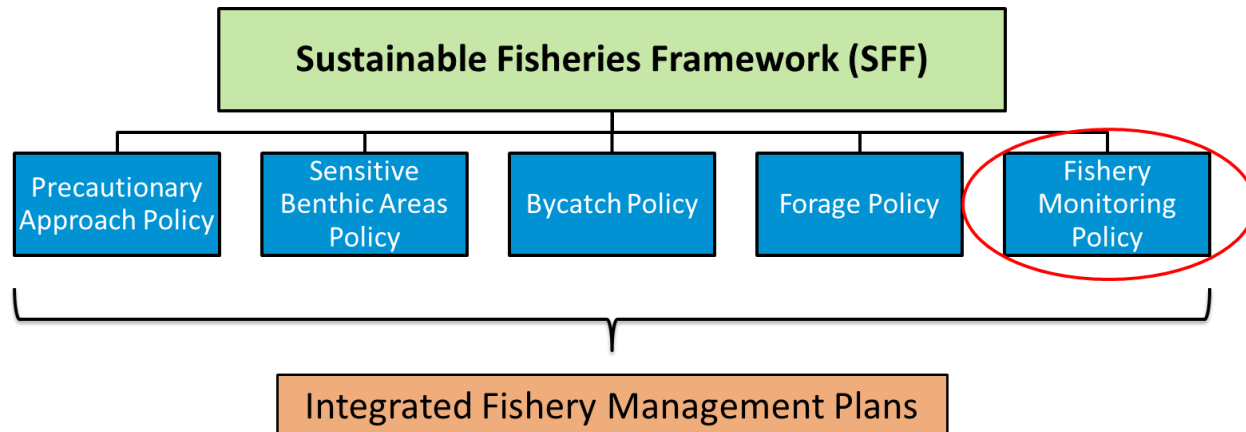 Sustainable Fisheries Framework (SFF)
Precautionary
Approach Policy
Sensitive
Benthic Areas
Policy
Bycatch Policy
Forage Policy
Fishery
Monitoring
Policy
Integrated Fishery Management Plans